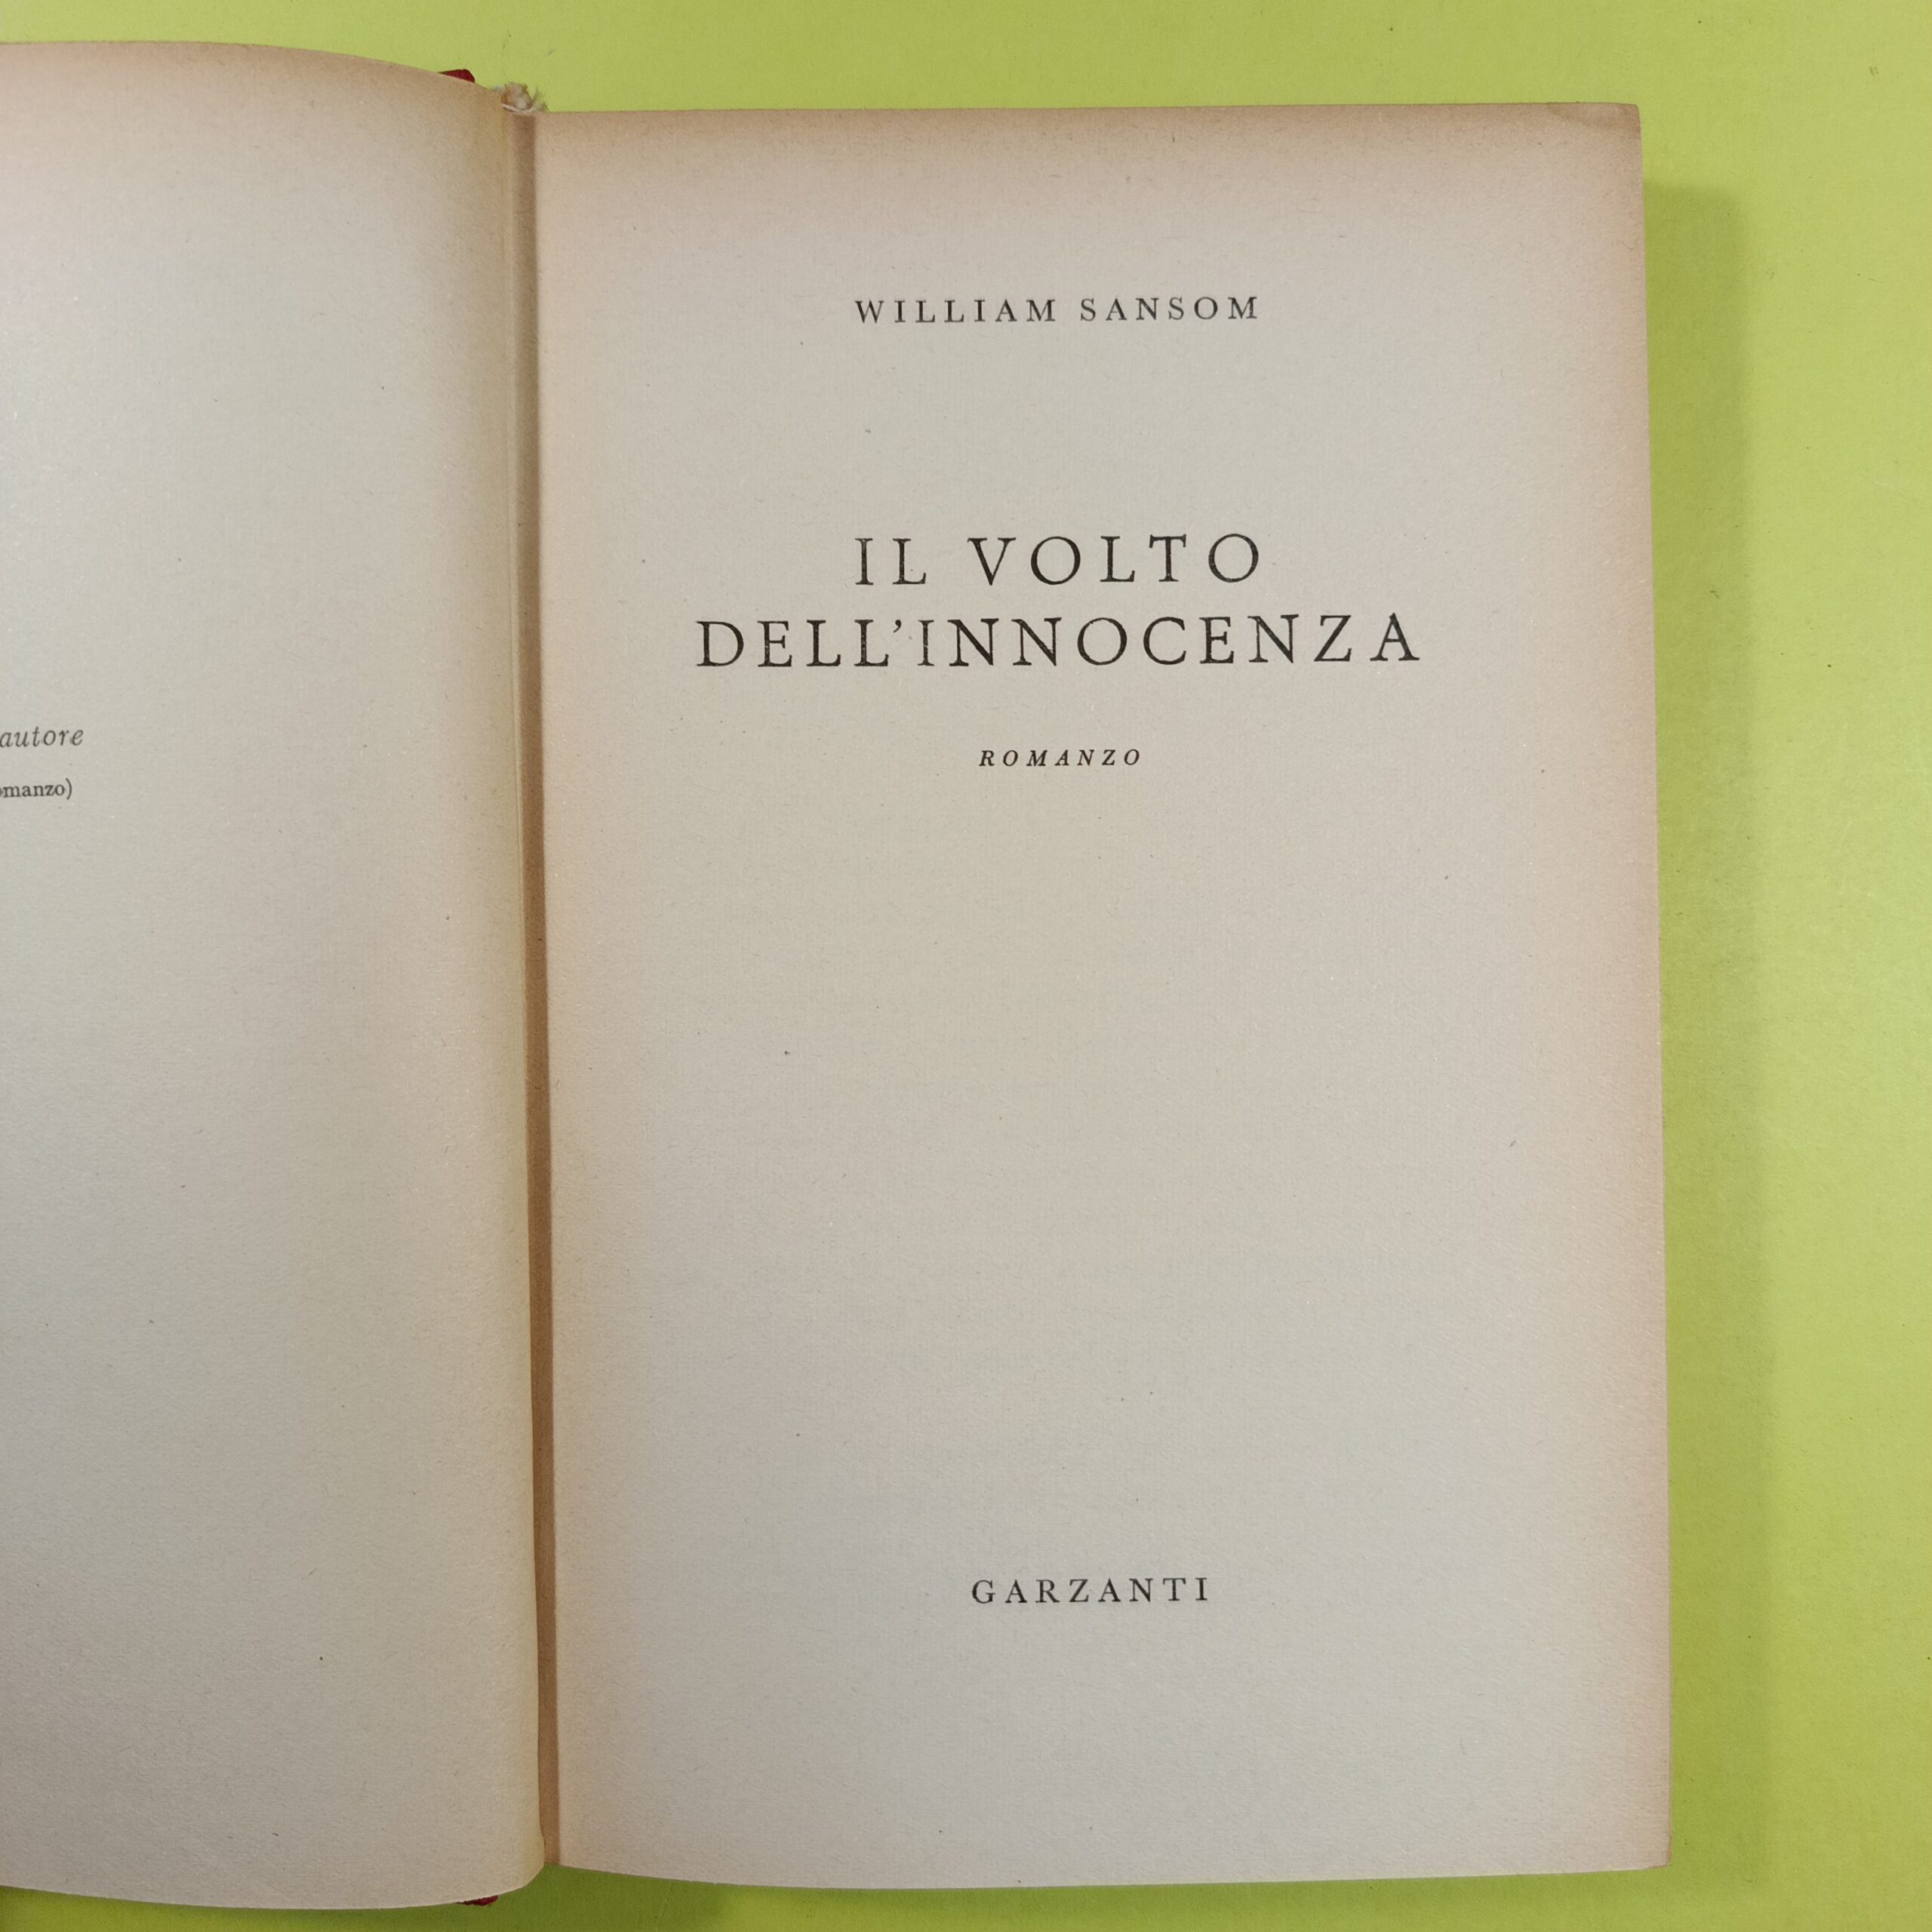 autore
omanzo)
WILLIAM SANSOM
IL VOLTO
DELL'INNOCENZA
ROMANZO
GARZANTI